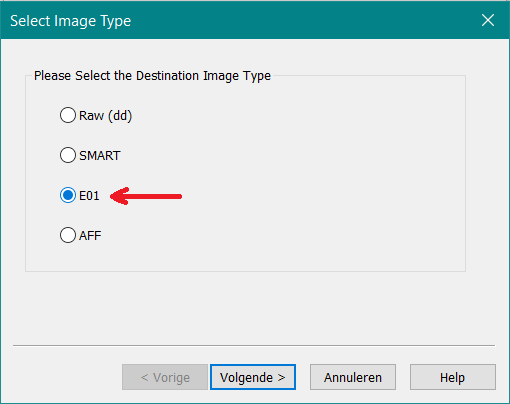 Select Image Type
Please Select the Destination Image Type
Raw (dd)
SMART
E01
AFF
< Vorige
Volgende >
Annuleren
Help